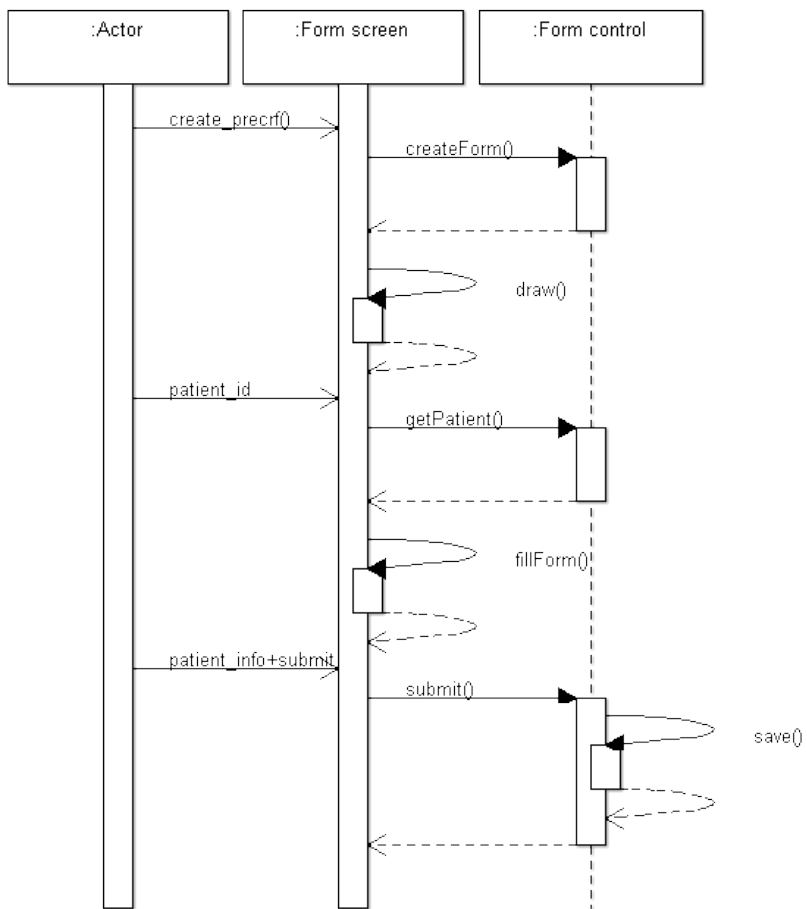 :Actor
:Form screen
:Form control
create_precrf()
createForm()
draw()
patient_id
getPatient()
fillForm()
patient_info+submit
submit()
save()